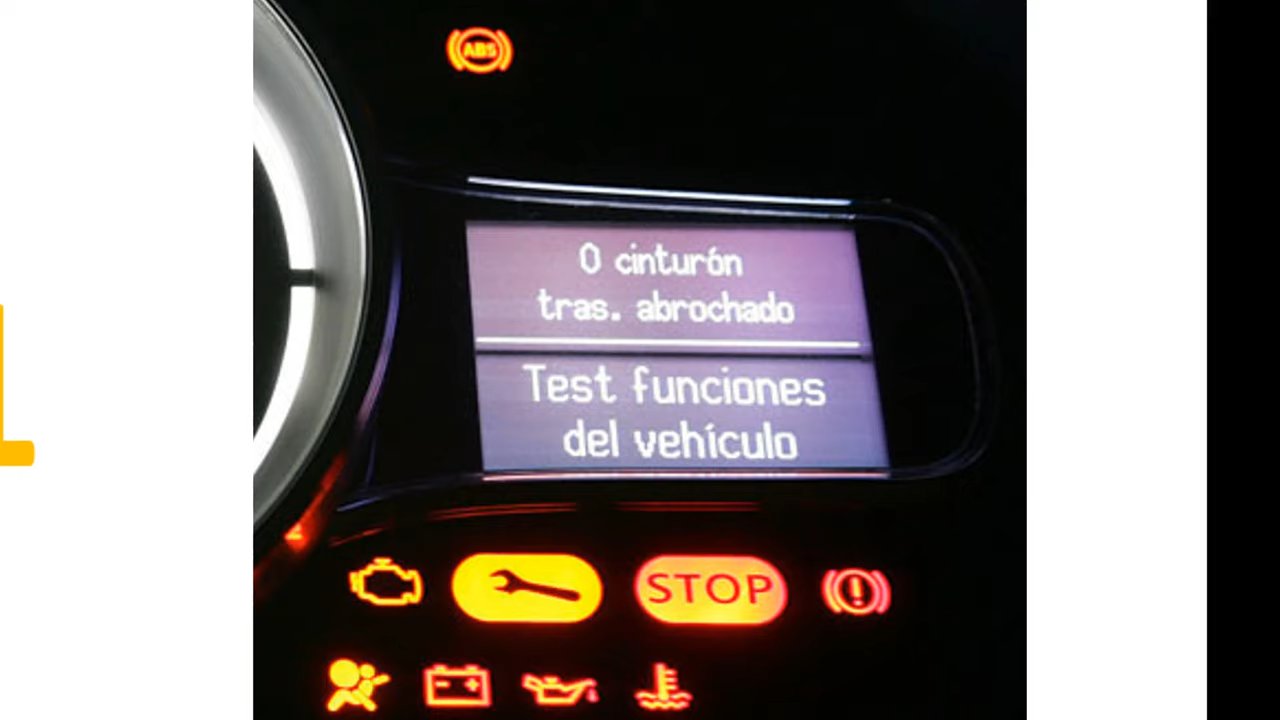 ABS
0 cinturón
tras. abrochado
Test funciones
del vehículo
STOP